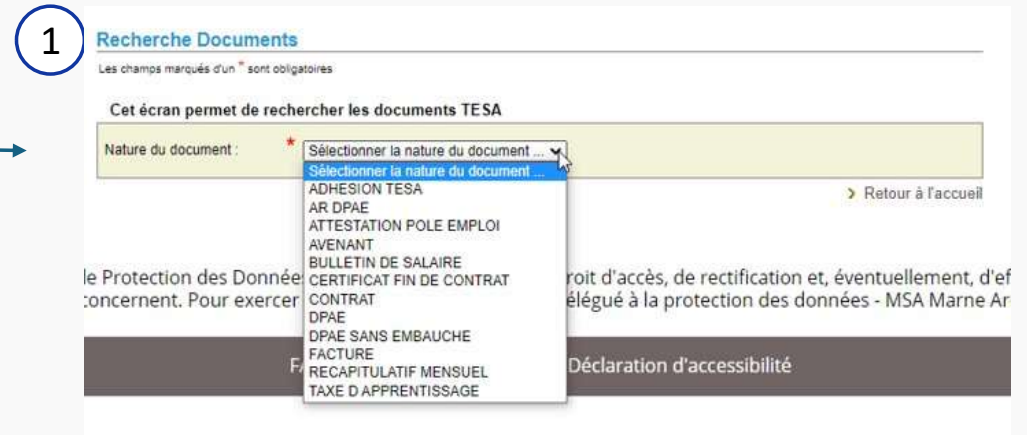 1
Recherche Documents
Les champs marqués d'un * sont obligatoires
Cet écran permet de rechercher les documents TESA
Nature du document : * Sélectionner la nature du document ...
Sélectionner la nature du document ...
ADHESION TESA
AR DPAE
ATTESTATION POLE EMPLOI
AVENANT
BULLETIN DE SALAIRE
CERTIFICAT FIN DE CONTRAT
CONTRAT
DPAE
DPAE SANS EMBAUCHE
FACTURE
RECAPITULATIF MENSUEL
TAXE D APPRENTISSAGE
> Retour à l'accueil
le Protection des Donnée roit d'accès, de rectification et, éventuellement, d'ef
concernent. Pour exercer élégué à la protection des données - MSA Marne Ar
F Déclaration d'accessibilité